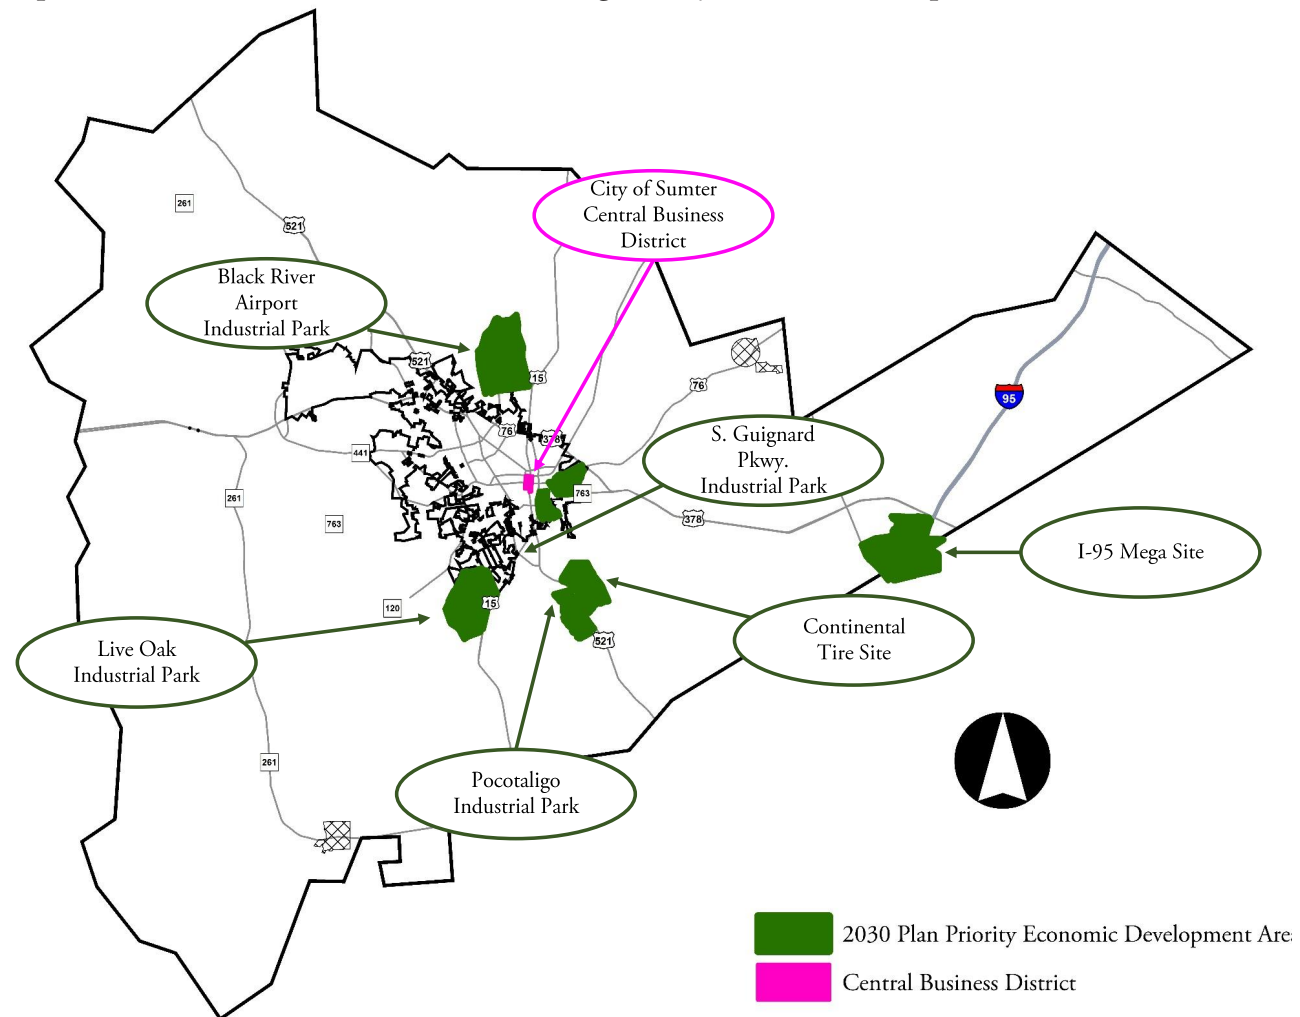 City of Sumter
Central Business
District
261
521
Black River
Airport
Industrial Park
521
15
76
95
76
378
S. Guignard
Pkwy.
Industrial Park
441
763
261
763
378
I-95 Mega Site
15
120
Continental
Tire Site
521
Live Oak
Industrial Park
261
Pocotaligo
Industrial Park
2030 Plan Priority Economic Development Are
Central Business District